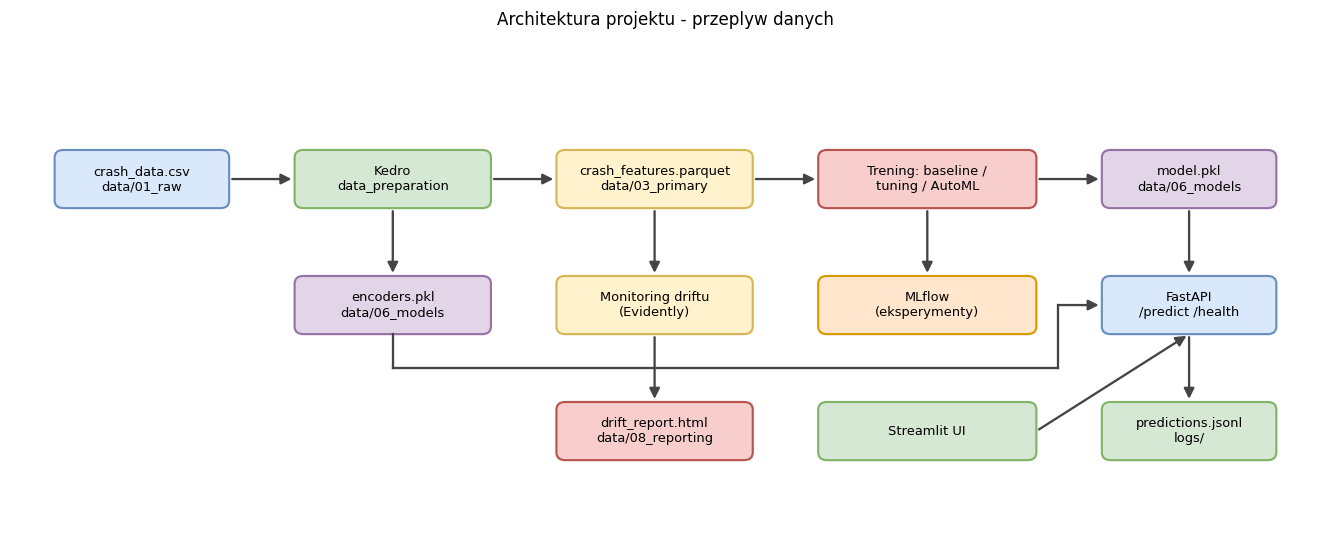 Architektura projektu - przeplyw danych
crash_data.csv
data/01_raw
Kedro
data_preparation
crash_features.parquet
data/03_primary
Trening: baseline /
tuning / AutoML
model.pkl
data/06_models
encoders.pkl
data/06_models
Monitoring driftu
(Evidently)
MLflow
(eksperymenty)
FastAPI
/predict /health
drift_report.html
data/08_reporting
Streamlit UI
predictions.jsonl
logs/